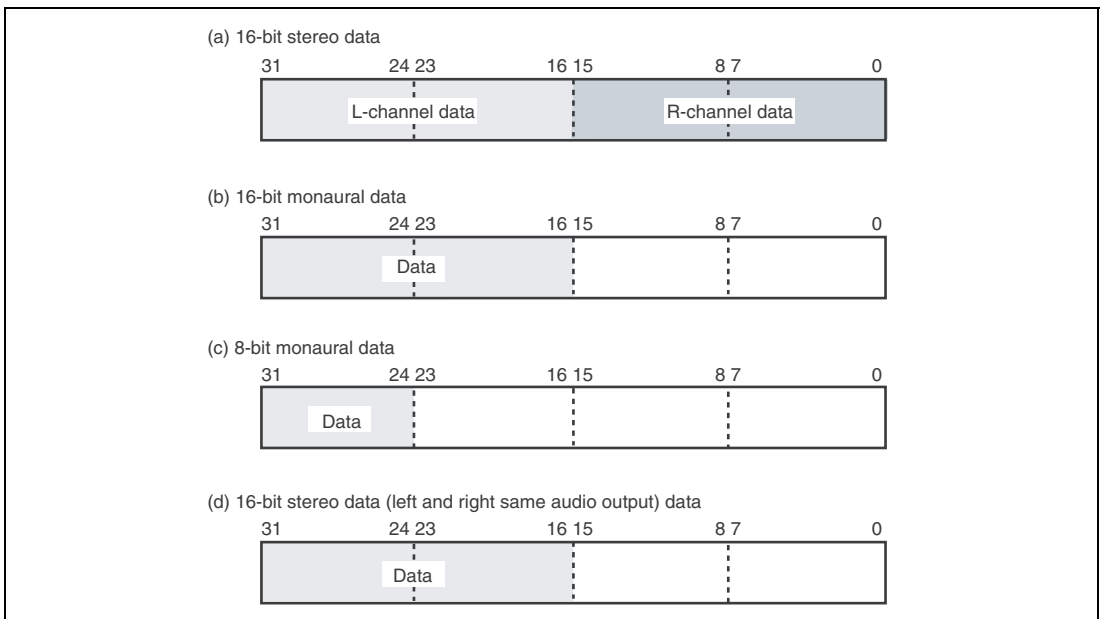 (a) 16-bit stereo data
31 24 23 16 15 8 7 0
L-channel data R-channel data
(b) 16-bit monaural data
31 24 23 16 15 8 7 0
Data
(c) 8-bit monaural data
31 24 23 16 15 8 7 0
Data
(d) 16-bit stereo data (left and right same audio output) data
31 24 23 16 15 8 7 0
Data